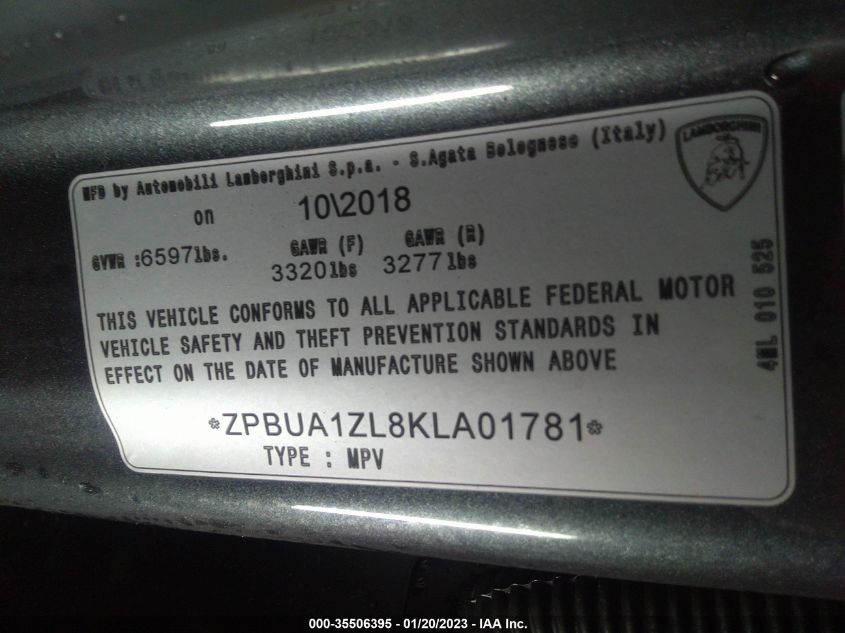 LAMBORGHINI
MFD by Automobili Lamborghini S.p.a. - S.Agata Bolognese (Italy)
on 10\2018
GVWR :6597lbs. GAWR (F) GAWR (R)
3320lbs 3277lbs
THIS VEHICLE CONFORMS TO ALL APPLICABLE FEDERAL MOTOR
VEHICLE SAFETY AND THEFT PREVENTION STANDARDS IN
EFFECT ON THE DATE OF MANUFACTURE SHOWN ABOVE
*ZPBUA1ZL8KLA01781*
TYPE : MPV
4ML 010 525
000-35506395 - 01/20/2023 - IAA Inc.